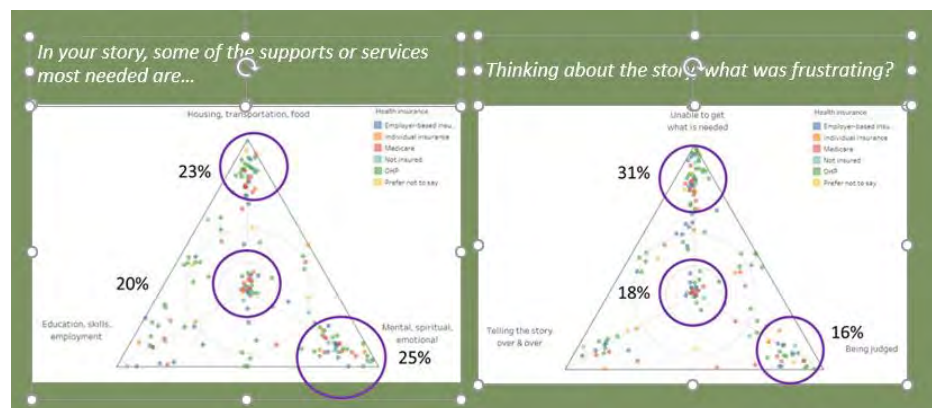 In your story, some of the supports or services
most needed are...
Housing, transportation, food
Health insurance
Employer-based insu..
Individual insurance
Medicare
Not insured
OHP
Prefer not to say
23%
20%
Education, skills,
employment
Mental, spiritual,
emotional
25%
Thinking about the story, what was frustrating?
Unable to get
what is needed
Health insurance
Employer-based insu..
Individual insurance
Medicare
Not insured
OHP
Prefer not to say
31%
18%
Telling the story
over & over
16%
Being judged